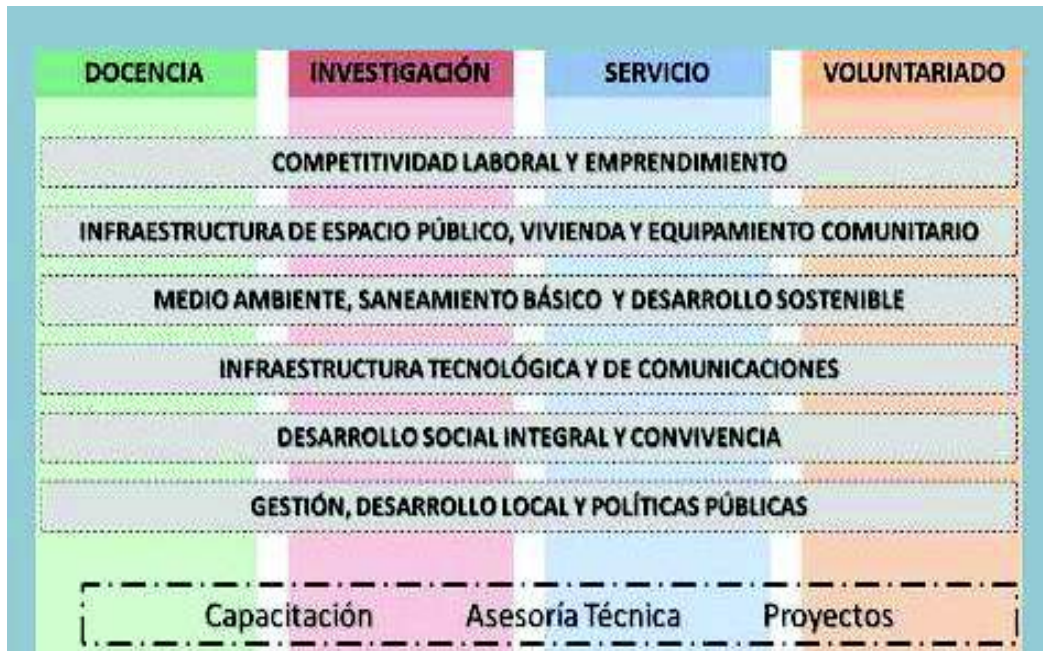 DOCENCIA INVESTIGACIÓN SERVICIO VOLUNTARIADO
COMPETITIVIDAD LABORAL Y EMPRENDIMIENTO
INFRAESTRUCTURA DE ESPACIO PÚBLICO, VIVIENDA Y EQUIPAMIENTO COMUNITARIO
MEDIO AMBIENTE, SANEAMIENTO BÁSICO Y DESARROLLO SOSTENIBLE
INFRAESTRUCTURA TECNOLÓGICA Y DE COMUNICACIONES
DESARROLLO SOCIAL INTEGRAL Y CONVIVENCIA
GESTIÓN, DESARROLLO LOCAL Y POLÍTICAS PÚBLICAS
Capacitación Asesoría Técnica Proyectos